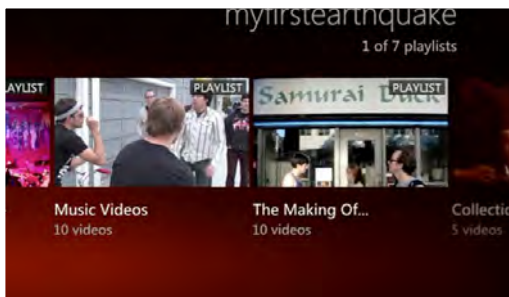 myfirstearthquake
1 of 7 playlists
AYLIST
PLAYLIST
PLAYLIST
Samurai Duck
Music Videos
The Making Of...
Collectio
10 videos
10 videos
5 videos